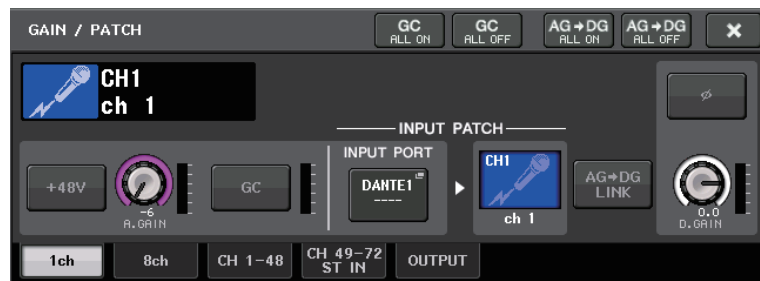 GAIN / PATCH
GC
ALL ON
GC
ALL OFF
AG➔DG
ALL ON
AG➔DG
ALL OFF
CH1
ch 1
INPUT PATCH
INPUT PORT
+48V
-6
A.GAIN
GC
DANTE1
----
CH1
ch 1
AG➔DG
LINK
ø
0.0
D.GAIN
1ch
8ch
CH 1-48
CH 49-72
ST IN
OUTPUT